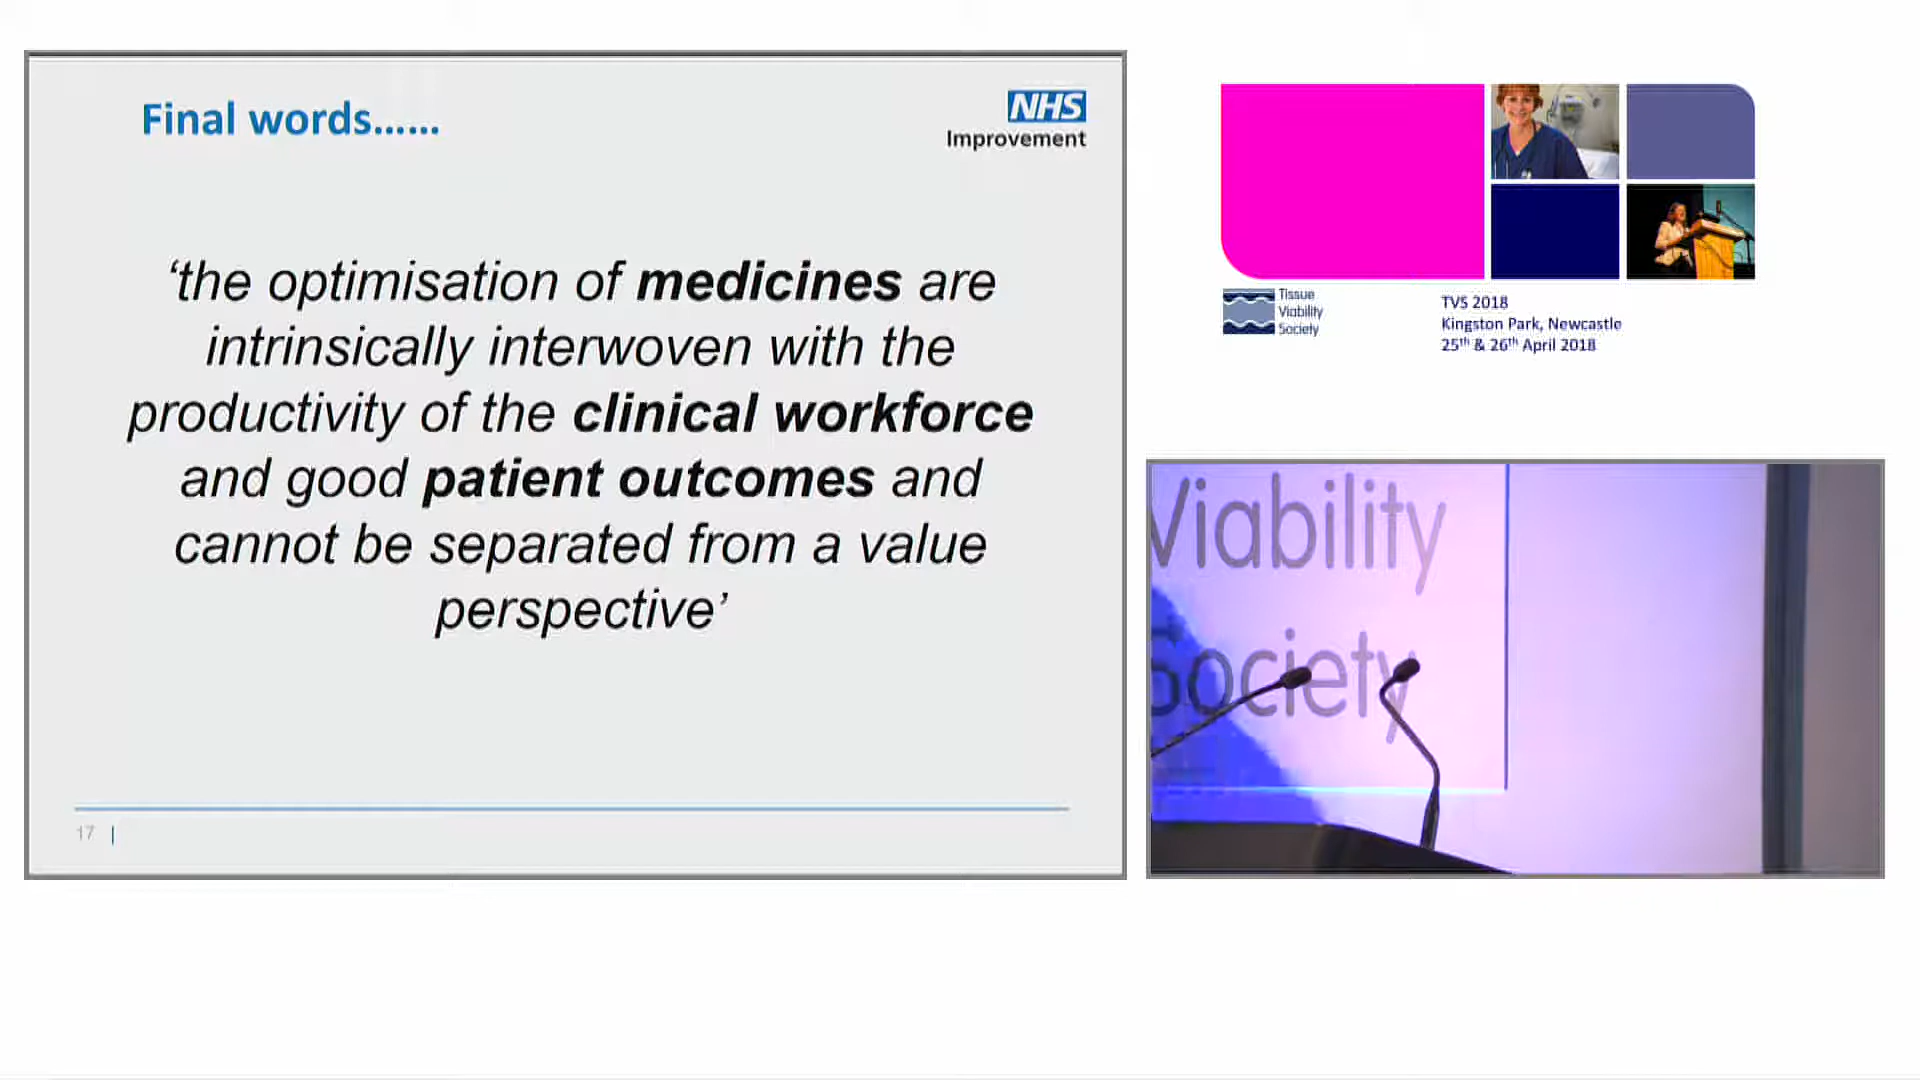 Final words......
NHS
Improvement
‘the optimisation of medicines are
intrinsically interwoven with the
productivity of the clinical workforce
and good patient outcomes and
cannot be separated from a value
perspective’
17
Tissue
Viability
Society
TVS 2018
Kingston Park, Newcastle
25th & 26th April 2018
Viability
Society